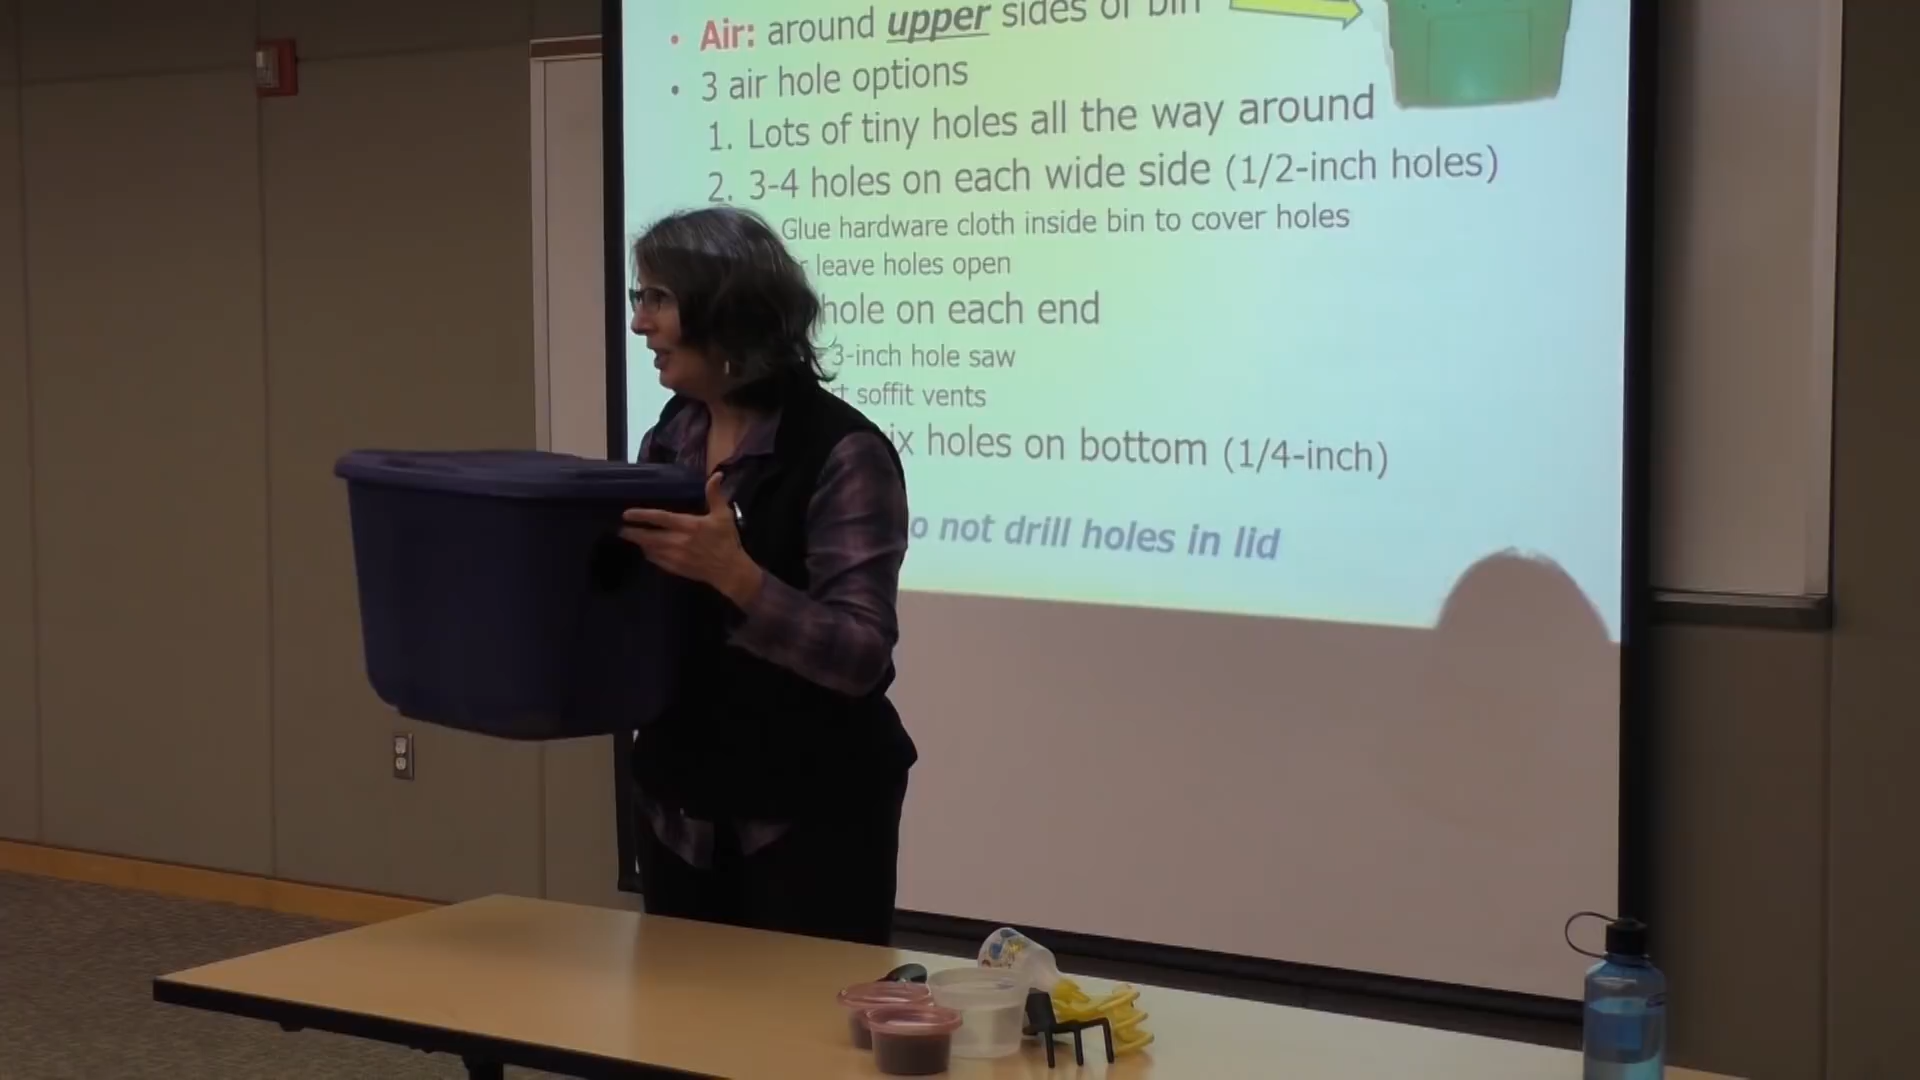 • Air: around upper sides of bin
• 3 air hole options
1. Lots of tiny holes all the way around
2. 3-4 holes on each wide side (1/2-inch holes)
Glue hardware cloth inside bin to cover holes
leave holes open
hole on each end
3-inch hole saw
soffit vents
holes on bottom (1/4-inch)
not drill holes in lid